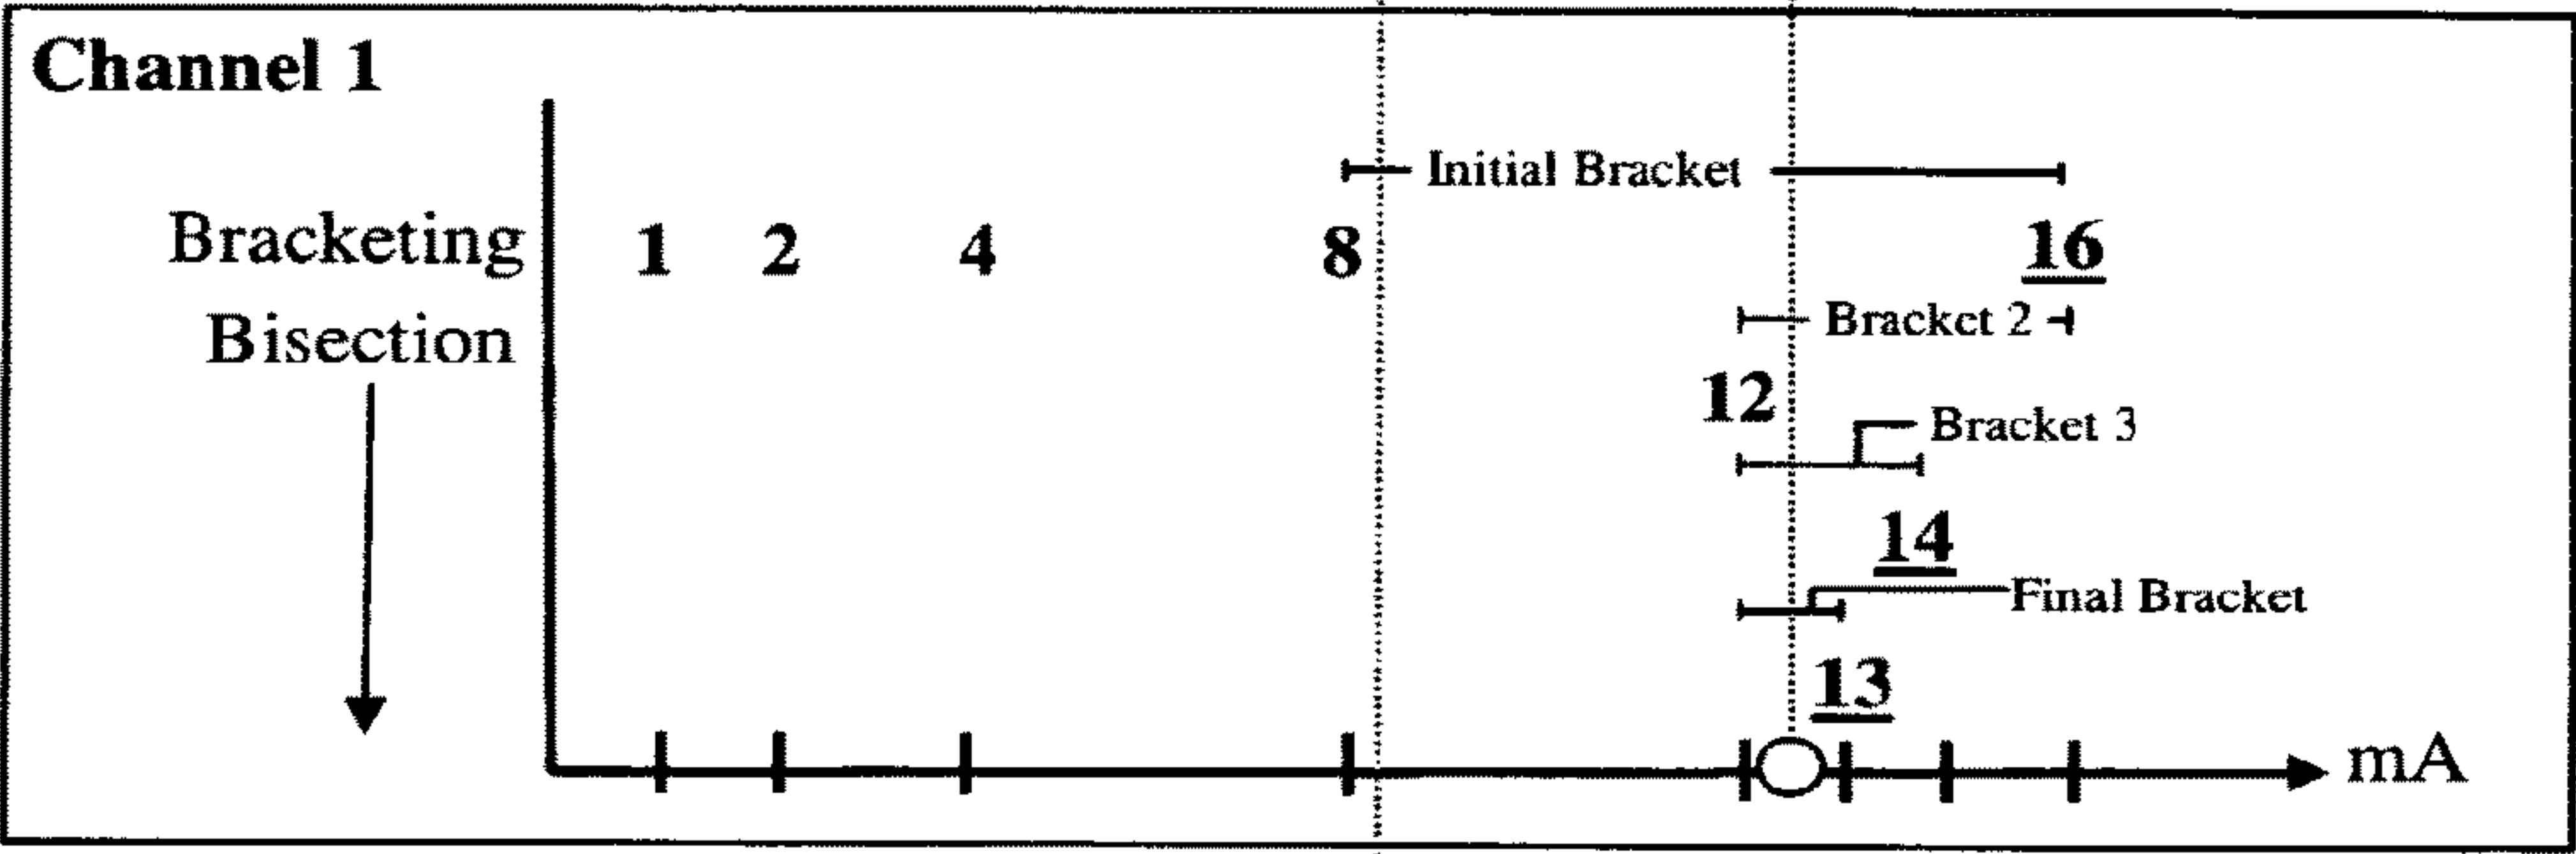 Channel 1
Initial Bracket
Bracketing
1 2 4 8 16
Bisection
Bracket 2
12
Bracket 3
14
Final Bracket
13
mA